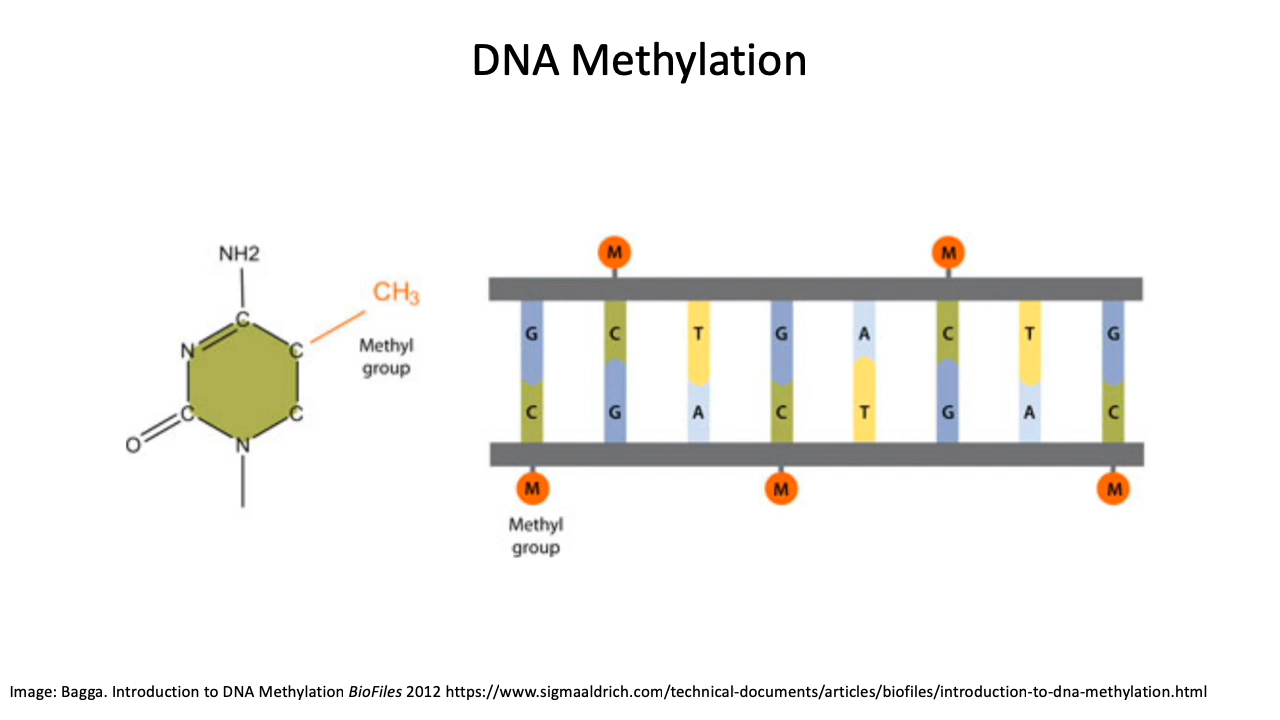 DNA Methylation
NH2
CH3
C
N
C
Methyl
group
C
C
O
N
M
M
G C T G A C T G
C G A C T G A C
M
M
M
Methyl
group
Image: Bagga. Introduction to DNA Methylation BioFiles 2012 https://www.sigmaaldrich.com/technical-documents/articles/biofiles/introduction-to-dna-methylation.html